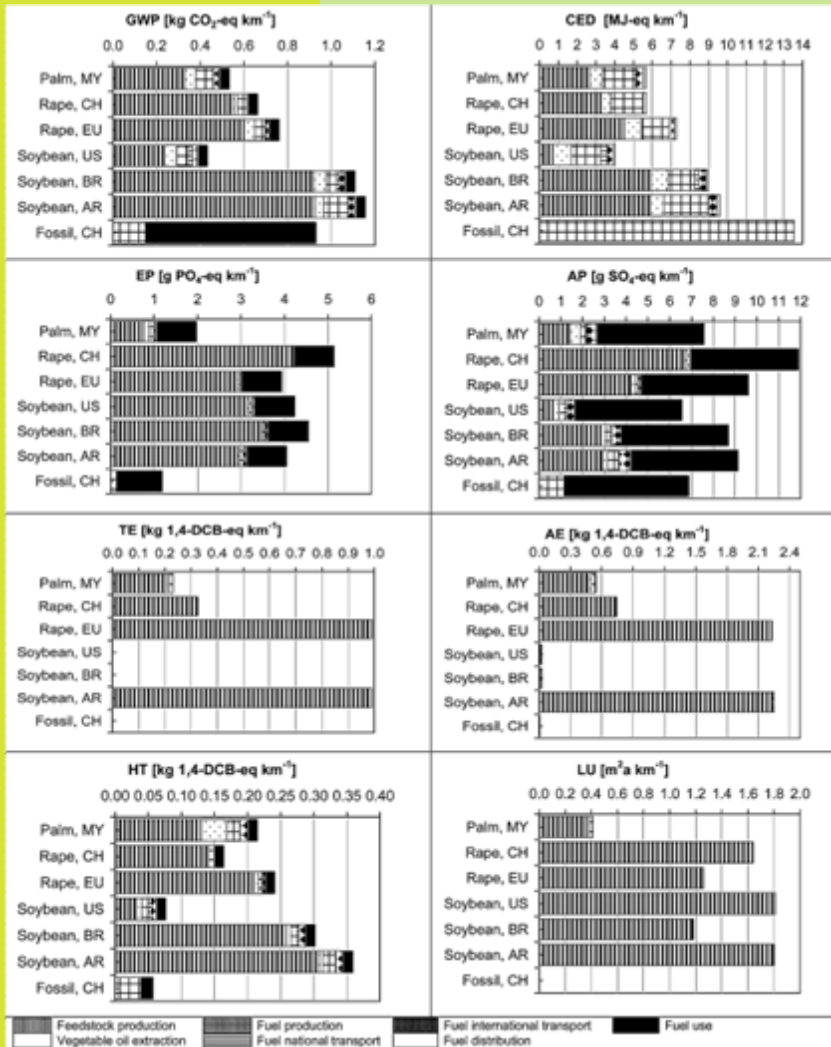 GWP [kg CO₂-eq km⁻¹]
0.0 0.2 0.4 0.6 0.8 1.0 1.2
Palm, MY
Rape, CH
Rape, EU
Soybean, US
Soybean, BR
Soybean, AR
Fossil, CH
CED [MJ-eq km⁻¹]
0 1 2 3 4 5 6 7 8 9 10 11 12 13 14
Palm, MY
Rape, CH
Rape, EU
Soybean, US
Soybean, BR
Soybean, AR
Fossil, CH
EP [g PO₄-eq km⁻¹]
0 1 2 3 4 5 6
Palm, MY
Rape, CH
Rape, EU
Soybean, US
Soybean, BR
Soybean, AR
Fossil, CH
AP [g SO₄-eq km⁻¹]
0 1 2 3 4 5 6 7 8 9 10 11 12
Palm, MY
Rape, CH
Rape, EU
Soybean, US
Soybean, BR
Soybean, AR
Fossil, CH
TE [kg 1,4-DCB-eq km⁻¹]
0.0 0.1 0.2 0.3 0.4 0.5 0.6 0.7 0.8 0.9 1.0
Palm, MY
Rape, CH
Rape, EU
Soybean, US
Soybean, BR
Soybean, AR
Fossil, CH
AE [kg 1,4-DCB-eq km⁻¹]
0.0 0.3 0.6 0.9 1.2 1.5 1.8 2.1 2.4
Palm, MY
Rape, CH
Rape, EU
Soybean, US
Soybean, BR
Soybean, AR
Fossil, CH
HT [kg 1,4-DCB-eq km⁻¹]
0.00 0.05 0.10 0.15 0.20 0.25 0.30 0.35 0.40
Palm, MY
Rape, CH
Rape, EU
Soybean, US
Soybean, BR
Soybean, AR
Fossil, CH
LU [m²a km⁻¹]
0.0 0.2 0.4 0.6 0.8 1.0 1.2 1.4 1.6 1.8 2.0
Palm, MY
Rape, CH
Rape, EU
Soybean, US
Soybean, BR
Soybean, AR
Fossil, CH
Feedstock production Fuel production Fuel international transport Fuel use
Vegetable oil extraction Fuel national transport Fuel distribution